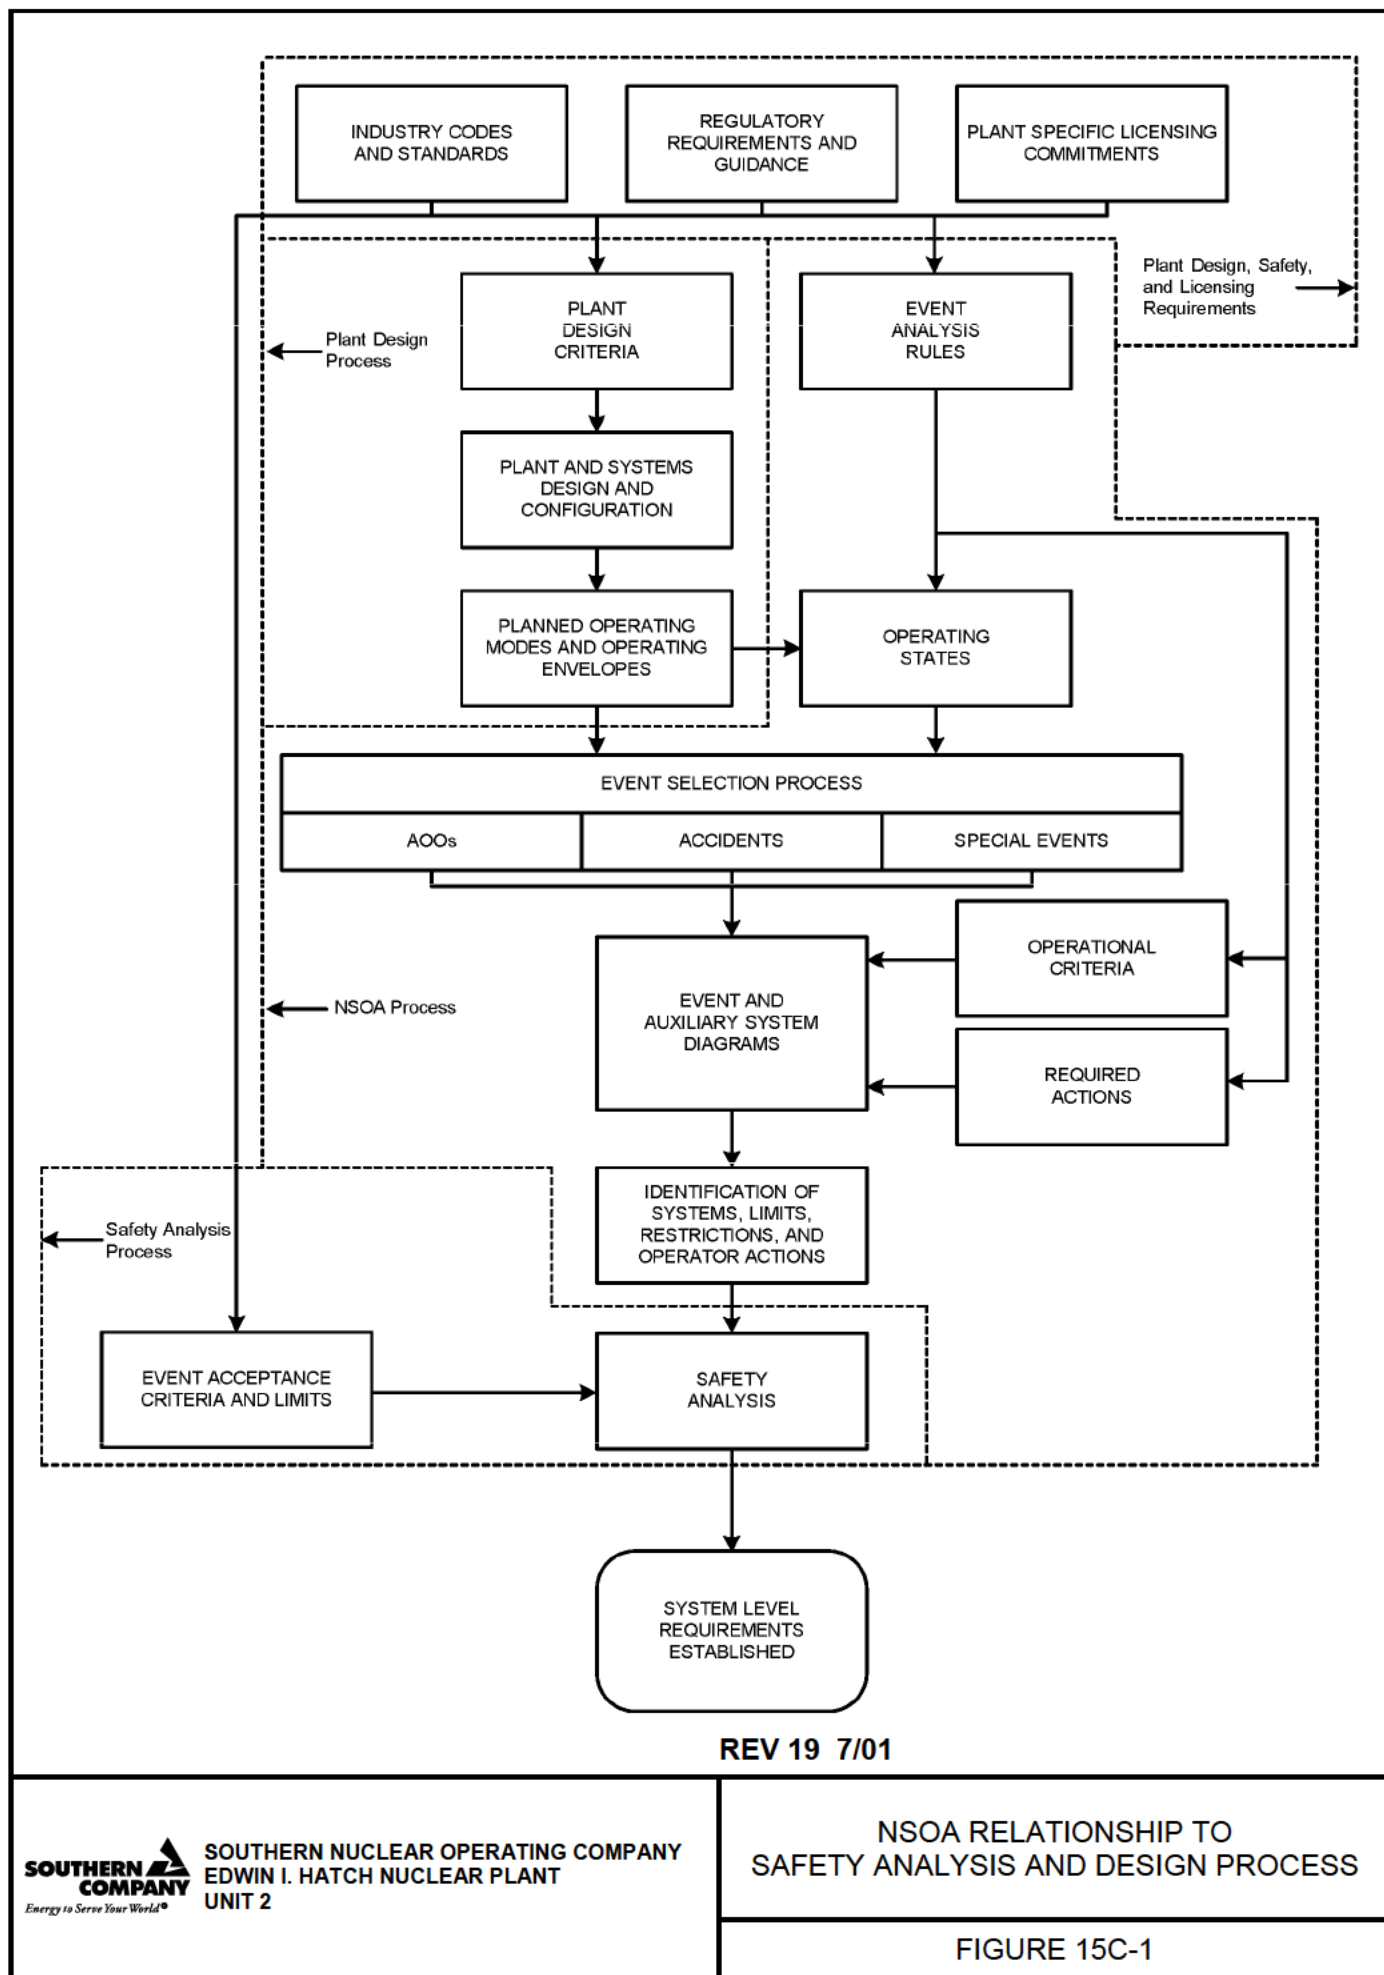 INDUSTRY CODES
AND STANDARDS
REGULATORY
REQUIREMENTS AND
GUIDANCE
PLANT SPECIFIC LICENSING
COMMITMENTS
Plant Design, Safety,
and Licensing
Requirements
PLANT
DESIGN
CRITERIA
EVENT
ANALYSIS
RULES
Plant Design
Process
PLANT AND SYSTEMS
DESIGN AND
CONFIGURATION
PLANNED OPERATING
MODES AND OPERATING
ENVELOPES
OPERATING
STATES
EVENT SELECTION PROCESS
AOOs
ACCIDENTS
SPECIAL EVENTS
OPERATIONAL
CRITERIA
EVENT AND
AUXILIARY SYSTEM
DIAGRAMS
NSOA Process
REQUIRED
ACTIONS
IDENTIFICATION OF
SYSTEMS, LIMITS,
RESTRICTIONS, AND
OPERATOR ACTIONS
Safety Analysis
Process
EVENT ACCEPTANCE
CRITERIA AND LIMITS
SAFETY
ANALYSIS
SYSTEM LEVEL
REQUIREMENTS
ESTABLISHED
REV 19 7/01
SOUTHERN
COMPANY
Energy to Serve Your World®
SOUTHERN NUCLEAR OPERATING COMPANY
EDWIN I. HATCH NUCLEAR PLANT
UNIT 2
NSOA RELATIONSHIP TO
SAFETY ANALYSIS AND DESIGN PROCESS
FIGURE 15C-1